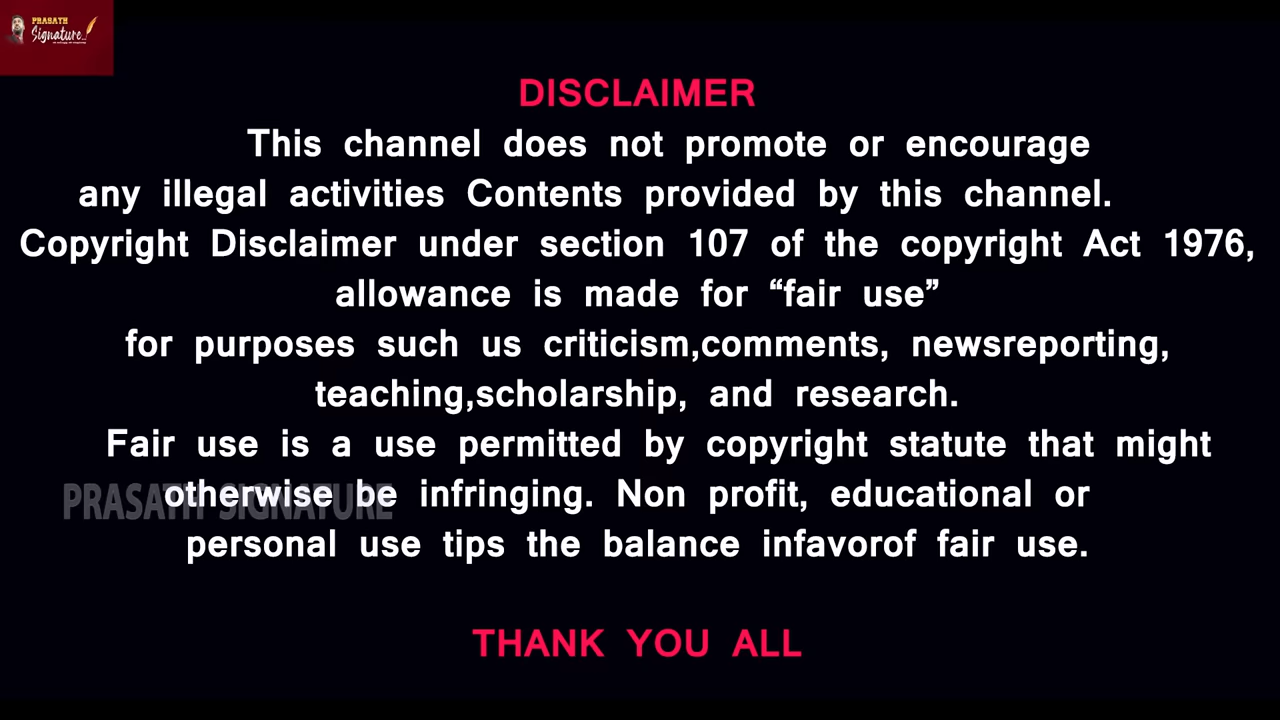 PRASATH
Signature
DISCLAIMER
This channel does not promote or encourage
any illegal activities Contents provided by this channel.
Copyright Disclaimer under section 107 of the copyright Act 1976,
allowance is made for “fair use”
for purposes such us criticism,comments, newsreporting,
teaching,scholarship, and research.
Fair use is a use permitted by copyright statute that might
otherwise be infringing. Non profit, educational or
PRASATH SIGNATURE
personal use tips the balance infavorof fair use.
THANK YOU ALL